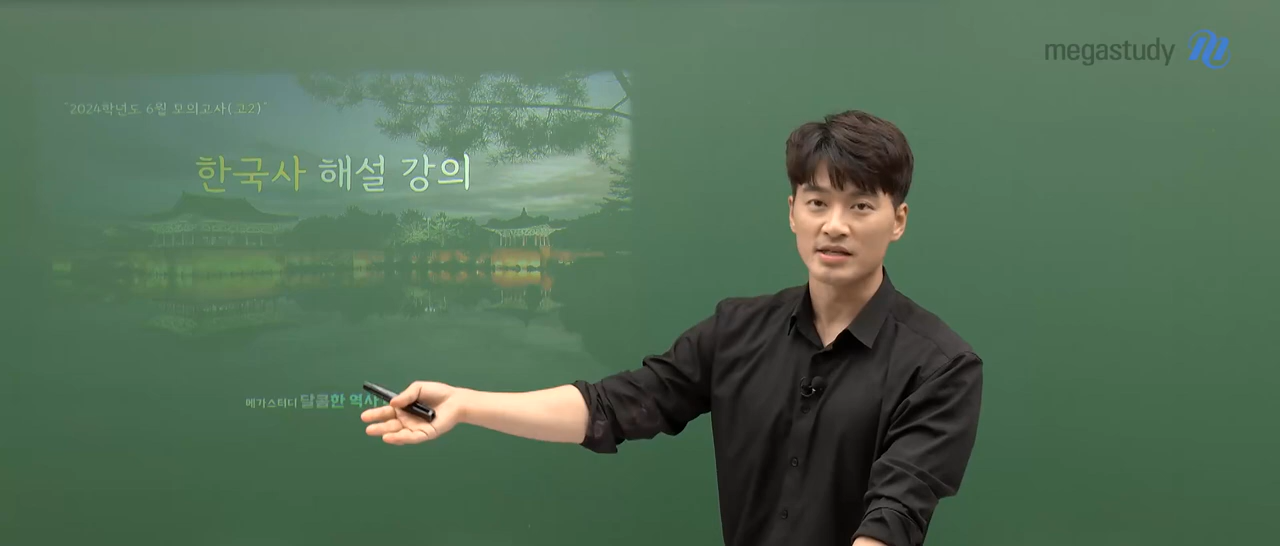 megastudy
"2024학년도 6월 모의고사(고2)"
한국사 해설 강의
메가스터디 달콤한 역사